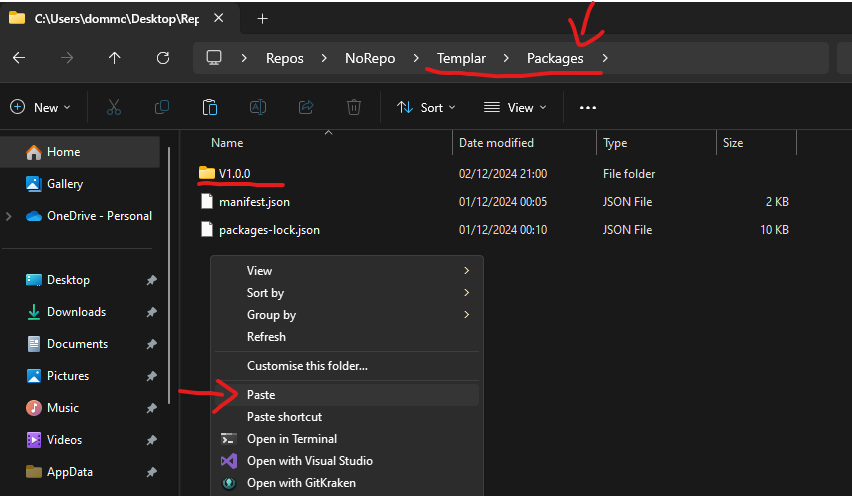 C:\Users\dommc\Desktop\Rep
Repos NoRepo Templar Packages
New Sort View
Name Date modified Type Size
Home
Gallery
OneDrive - Personal
Desktop
Downloads
Documents
Pictures
Music
Videos
AppData
V1.0.0 02/12/2024 21:00 File folder
manifest.json 01/12/2024 00:05 JSON File 2 KB
packages-lock.json 01/12/2024 00:10 JSON File 10 KB
View
Sort by
Group by
Refresh
Customise this folder...
Paste
Paste shortcut
Open in Terminal
Open with Visual Studio
Open with GitKraken